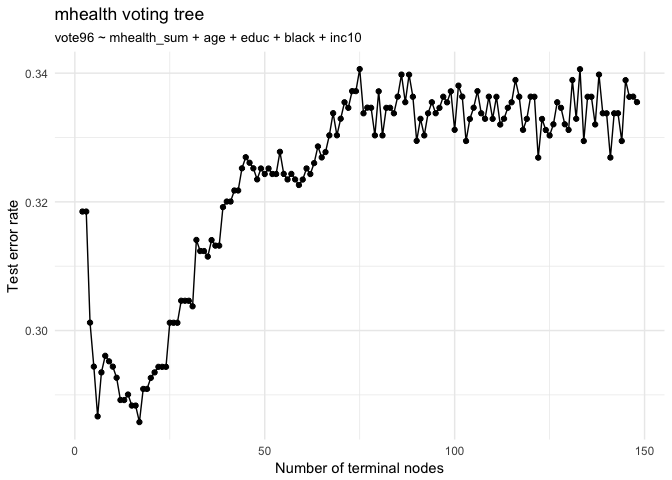 mhealth voting tree
vote96 ~ mhealth_sum + age + educ + black + inc10
0.34
0.32
0.30
Test error rate
0
50
100
150
Number of terminal nodes